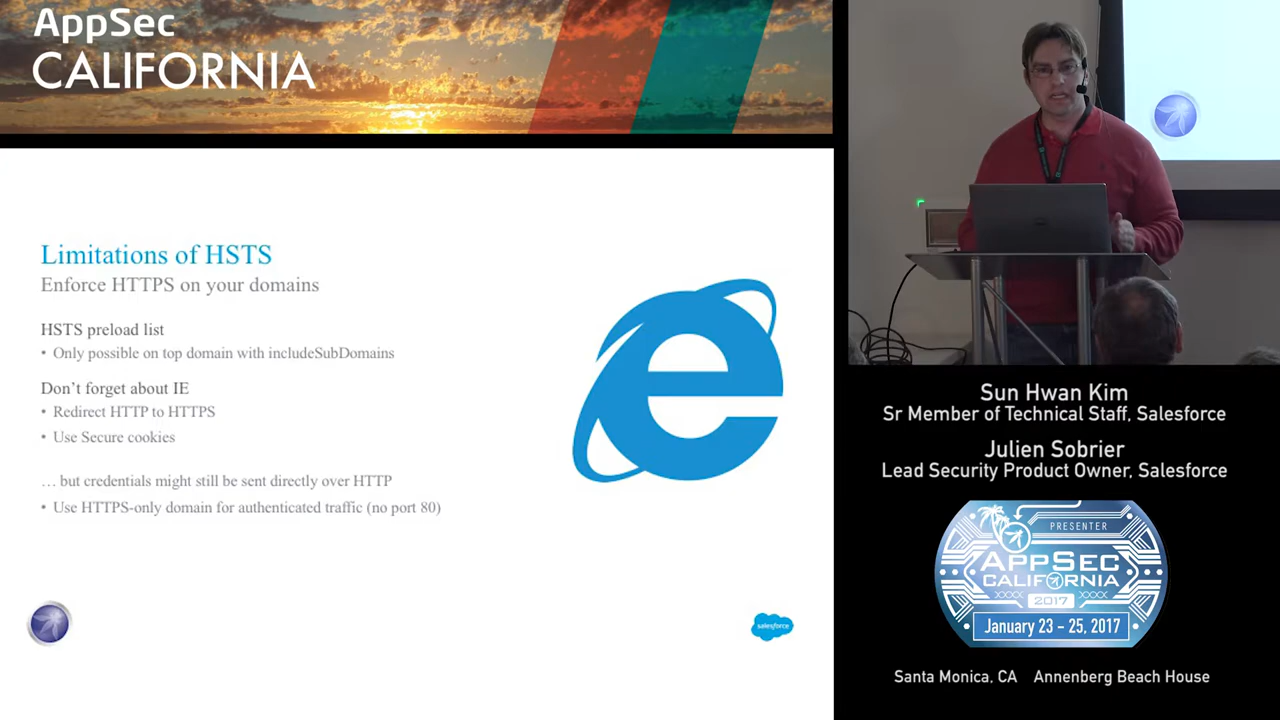 AppSec
CALIFORNIA
Limitations of HSTS
Enforce HTTPS on your domains
HSTS preload list
• Only possible on top domain with includeSubDomains
Don’t forget about IE
• Redirect HTTP to HTTPS
• Use Secure cookies
… but credentials might still be sent directly over HTTP
• Use HTTPS-only domain for authenticated traffic (no port 80)
salesforce
Sun Hwan Kim
Sr Member of Technical Staff, Salesforce
Julien Sobrier
Lead Security Product Owner, Salesforce
PRESENTER
APPSEC
CALIFORNIA
XXXX 2017 XXXX
January 23 – 25, 2017
Santa Monica, CA Annenberg Beach House